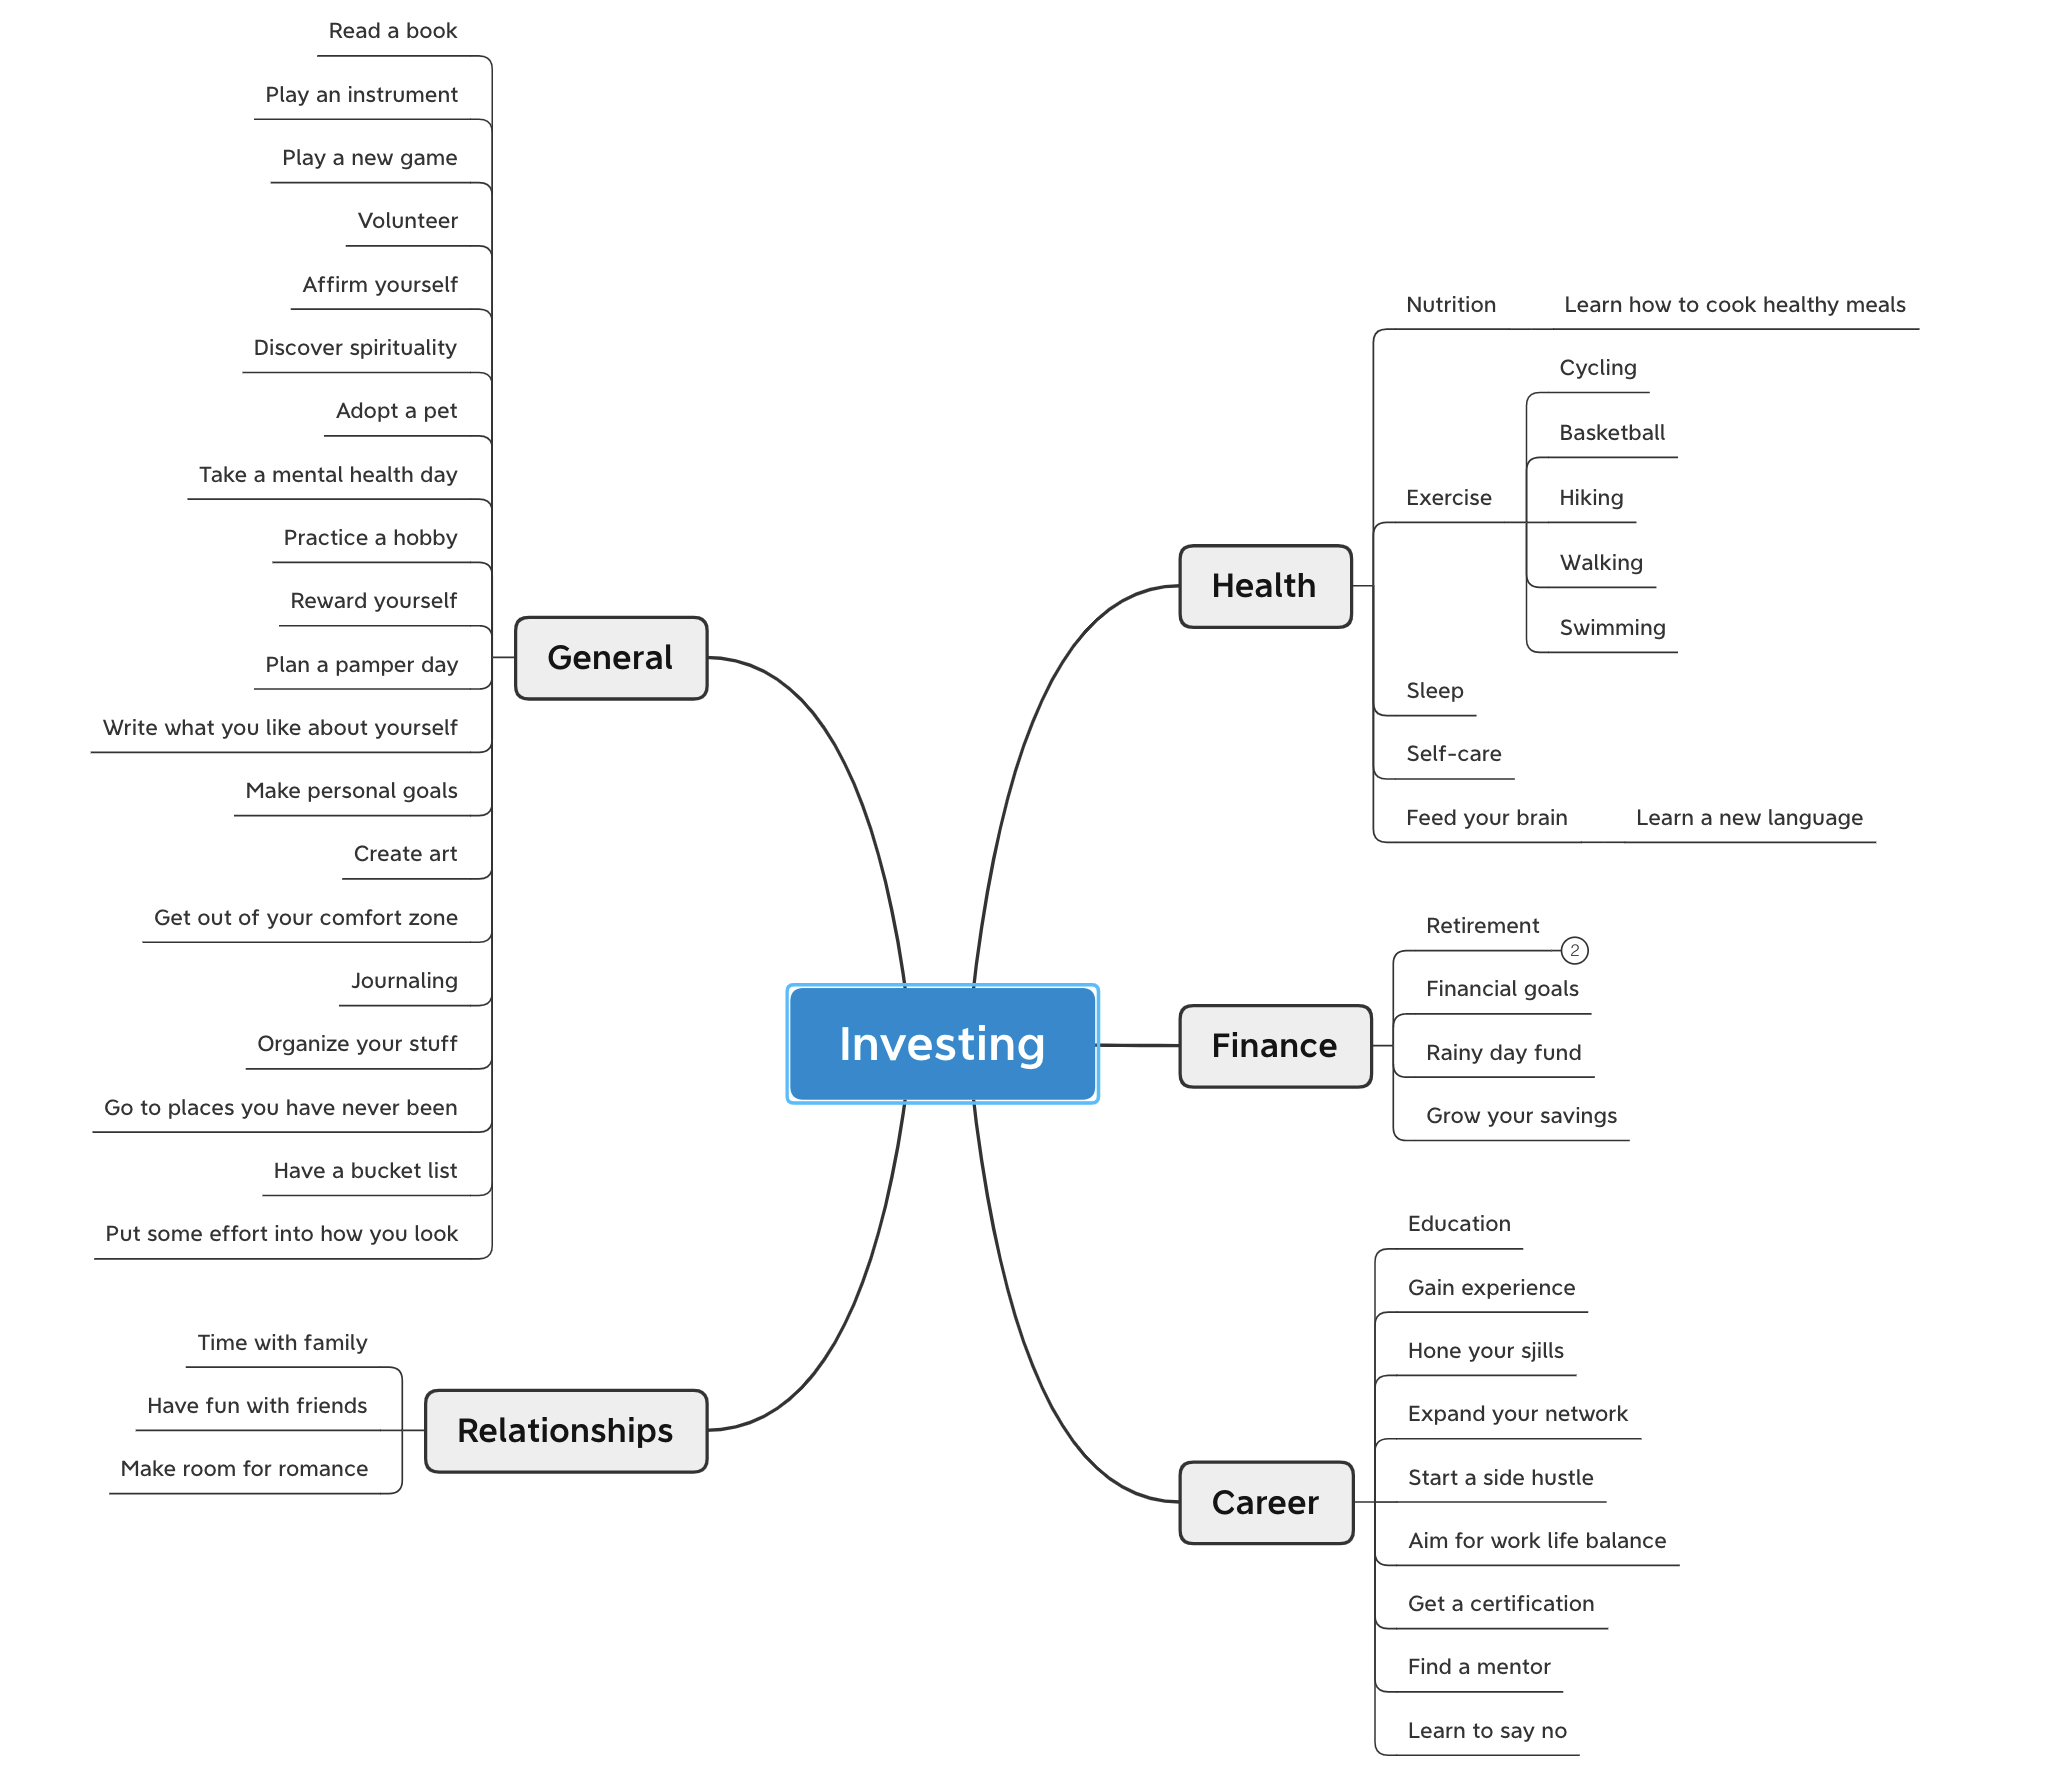 Read a book
Play an instrument
Play a new game
Volunteer
Affirm yourself
Discover spirituality
Adopt a pet
Take a mental health day
Practice a hobby
Reward yourself
Plan a pamper day
Write what you like about yourself
Make personal goals
Create art
Get out of your comfort zone
Journaling
Organize your stuff
Go to places you have never been
Have a bucket list
Put some effort into how you look
General
Time with family
Have fun with friends
Make room for romance
Relationships
Investing
Health
Nutrition
Learn how to cook healthy meals
Exercise
Cycling
Basketball
Hiking
Walking
Swimming
Sleep
Self-care
Feed your brain
Learn a new language
Finance
Retirement
2
Financial goals
Rainy day fund
Grow your savings
Career
Education
Gain experience
Hone your sjills
Expand your network
Start a side hustle
Aim for work life balance
Get a certification
Find a mentor
Learn to say no